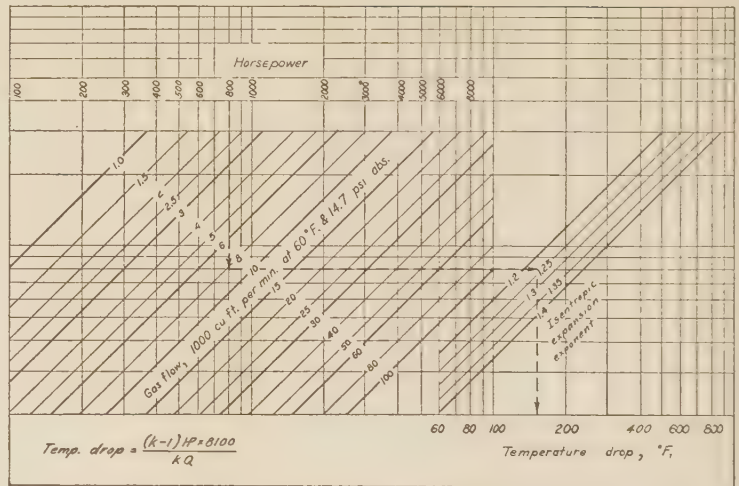 Horsepower
100 200 300 400 500 600 800 1000 2000 3000 4000 6000 8000
1.0
1.5
2
2.5
3
4
5
6
8
10
15
20
25
30
40
50
60
80
100
Gas flow, 1000 cu ft. per min. at 60°F. & 14.7 psi abs.
1.2
1.25
1.3
1.35
1.4
Isentropic
expansion
exponent
60 80 100 200 400 600 800
Temperature drop, °F.
Temp. drop = (k-1) HP=8100
kQ